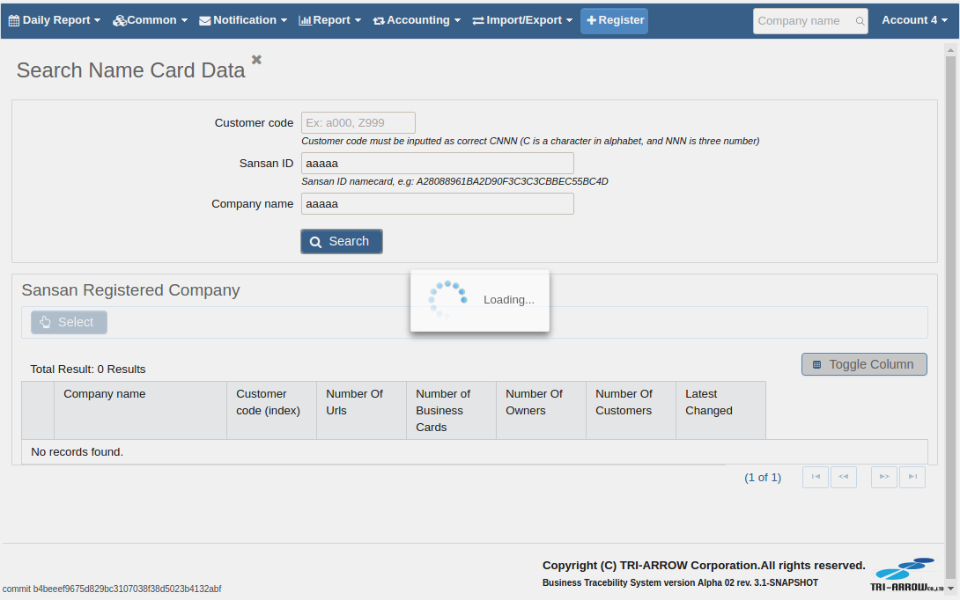 Daily Report Common Notification Report Accounting Import/Export Register Company name Account 4
Search Name Card Data
Customer code Ex: a000, Z999
Customer code must be inputted as correct CNNN (C is a character in alphabet, and NNN is three number)
Sansan ID aaaaa
Sansan ID namecard, e.g: A28088961BA2D90F3C3C3CBBEC55BC4D
Company name aaaaa
Search
Sansan Registered Company
Loading...
Select
Toggle Column
Total Result: 0 Results
Company name Customer code (index) Number Of Urls Number of Business Cards Number Of Owners Number Of Customers Latest Changed
No records found.
(1 of 1)
Copyright (C) TRI-ARROW Corporation.All rights reserved.
Business Tracebility System version Alpha 02 rev. 3.1-SNAPSHOT
TRI-ARROW CO.,LTD
commit b4beeef9675d829bc3107038f38d5023b4132abf